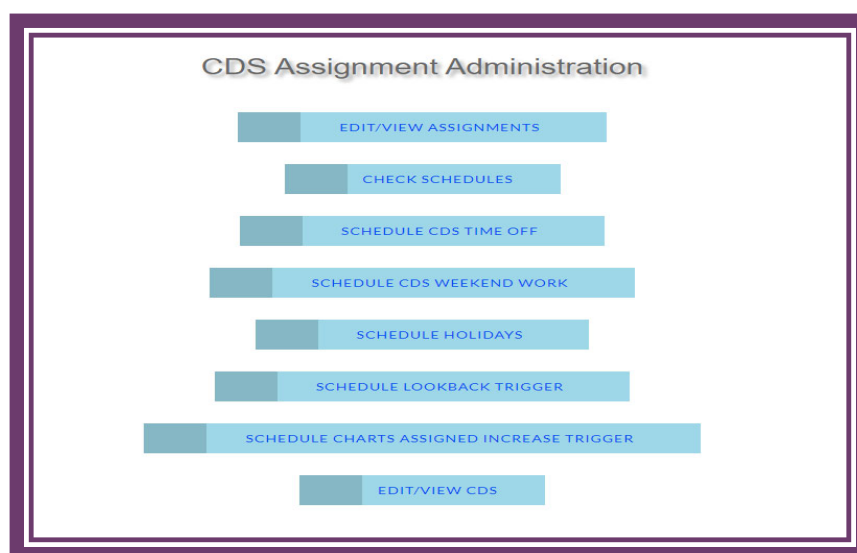 CDS Assignment Administration
EDIT/VIEW ASSIGNMENTS
CHECK SCHEDULES
SCHEDULE CDS TIME OFF
SCHEDULE CDS WEEKEND WORK
SCHEDULE HOLIDAYS
SCHEDULE LOOKBACK TRIGGER
SCHEDULE CHARTS ASSIGNED INCREASE TRIGGER
EDIT/VIEW CDS